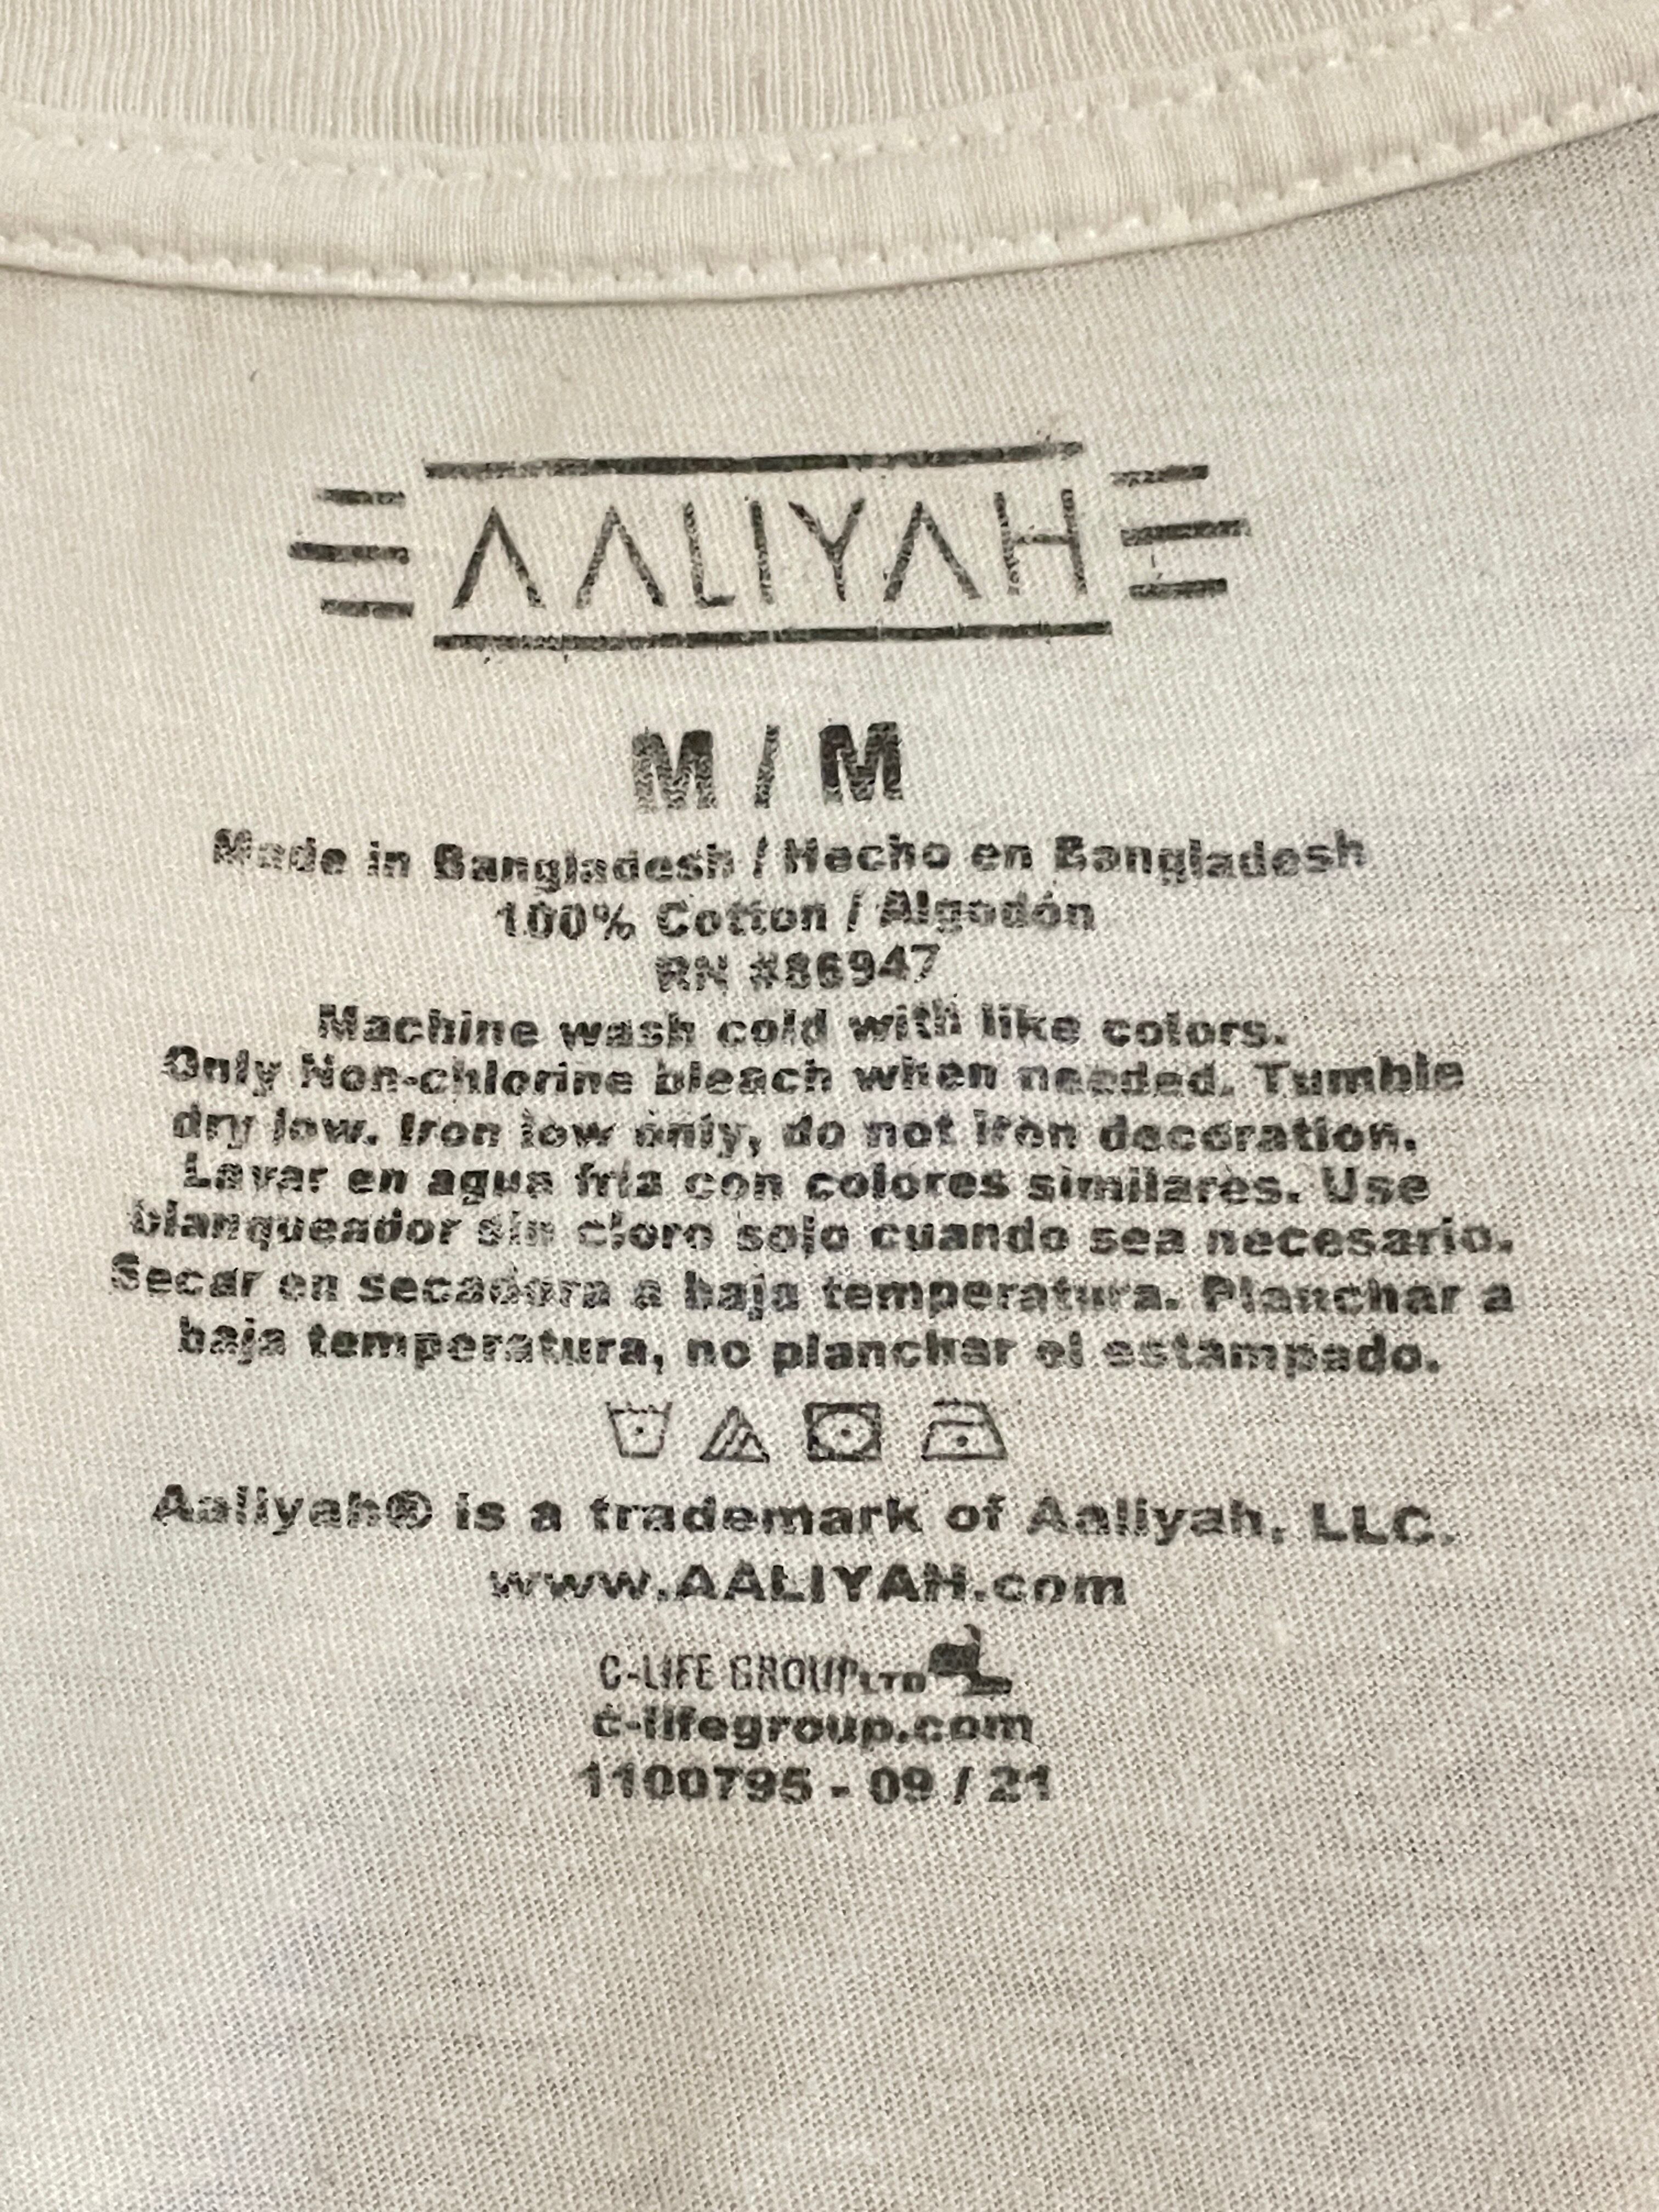 AALIYAH
M / M
Made in Bangladesh / Hecho en Bangladesh
100% Cotton / Algodón
RN #86947
Machine wash cold with like colors.
Only Non-chlorine bleach when needed. Tumble
dry low. Iron low only, do not iron decoration.
Lavar en agua fria con colores similares. Use
blanqueador sin cloro solo cuando sea necesario.
Secar en secadora a baja temperatura. Planchar a
baja temperatura, no planchar el estampado.
Aaliyah® is a trademark of Aaliyah, LLC.
www.AALIYAH.com
C-LIFE GROUP LTD
c-lifegroup.com
1100795 - 09 / 21